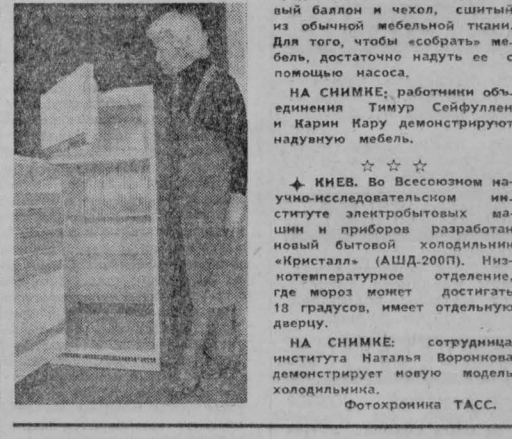 вый баллон и чехол, сшитый
из обычной мебельной ткани.
Для того, чтобы «собрать» ме-
бель, достаточно надуть ее с
помощью насоса.
НА СНИМКЕ: работники объ-
единения Тимур Сейфуллен
и Карин Кару демонстрируют
надувную мебель.
☆ ☆ ☆
КИЕВ. Во Всесоюзном на-
учно-исследовательском ин-
ституте электробытовых ма-
шин и приборов разработан
новый бытовой холодильник
«Кристалл» (АШД-200П). Низ-
котемпературное отделение,
где мороз может достигать
18 градусов, имеет отдельную
дверцу.
НА СНИМКЕ: сотрудница
института Наталья Воронкова
демонстрирует новую модель
холодильника.
Фотохроника ТАСС.